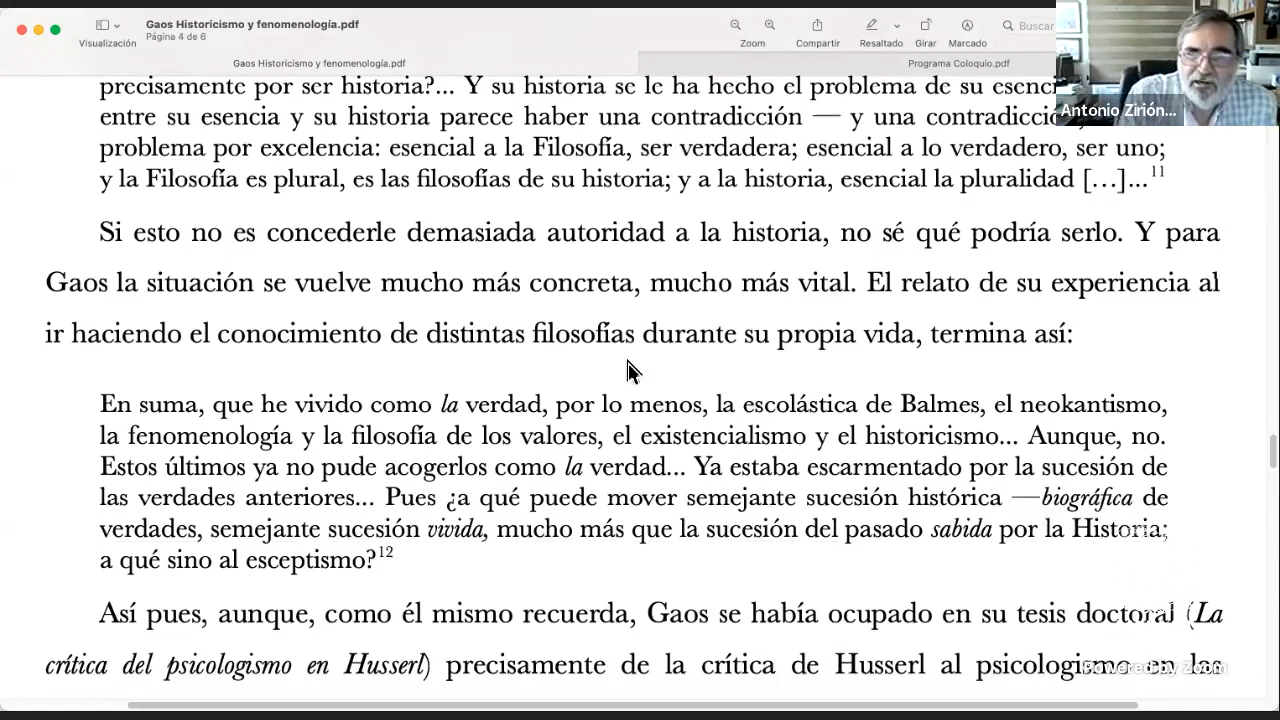 Gaos Historicismo y fenomenología.pdf
Página 4 de 6
Visualización
Zoom
Compartir
Resaltado
Girar
Marcado
Buscar
Gaos Historicismo y fenomenología.pdf
Programa Coloquio.pdf
Antonio Zirión...
precisamente por ser historia?... Y su historia se le ha hecho el problema de su
entre su esencia y su historia parece haber una contradicción — y una
problema por excelencia: esencial a la Filosofía, ser verdadera; esencial a lo verdadero, ser uno;
y la Filosofía es plural, es las filosofías de su historia; y a la historia, esencial la pluralidad […]...11
Si esto no es concederle demasiada autoridad a la historia, no sé qué podría serlo. Y para
Gaos la situación se vuelve mucho más concreta, mucho más vital. El relato de su experiencia al
ir haciendo el conocimiento de distintas filosofías durante su propia vida, termina así:
En suma, que he vivido como la verdad, por lo menos, la escolástica de Balmes, el neokantismo,
la fenomenología y la filosofía de los valores, el existencialismo y el historicismo... Aunque, no.
Estos últimos ya no pude acogerlos como la verdad... Ya estaba escarmentado por la sucesión de
las verdades anteriores... Pues ¿a qué puede mover semejante sucesión histórica —biográfica de
verdades, semejante sucesión vivida, mucho más que la sucesión del pasado sabida por la Historia;
a qué sino al esceptismo?12
Así pues, aunque, como él mismo recuerda, Gaos se había ocupado en su tesis doctoral (La
crítica del psicologismo en Husserl) precisamente de la crítica de Husserl al psicologismo en las
Powered by Zoom